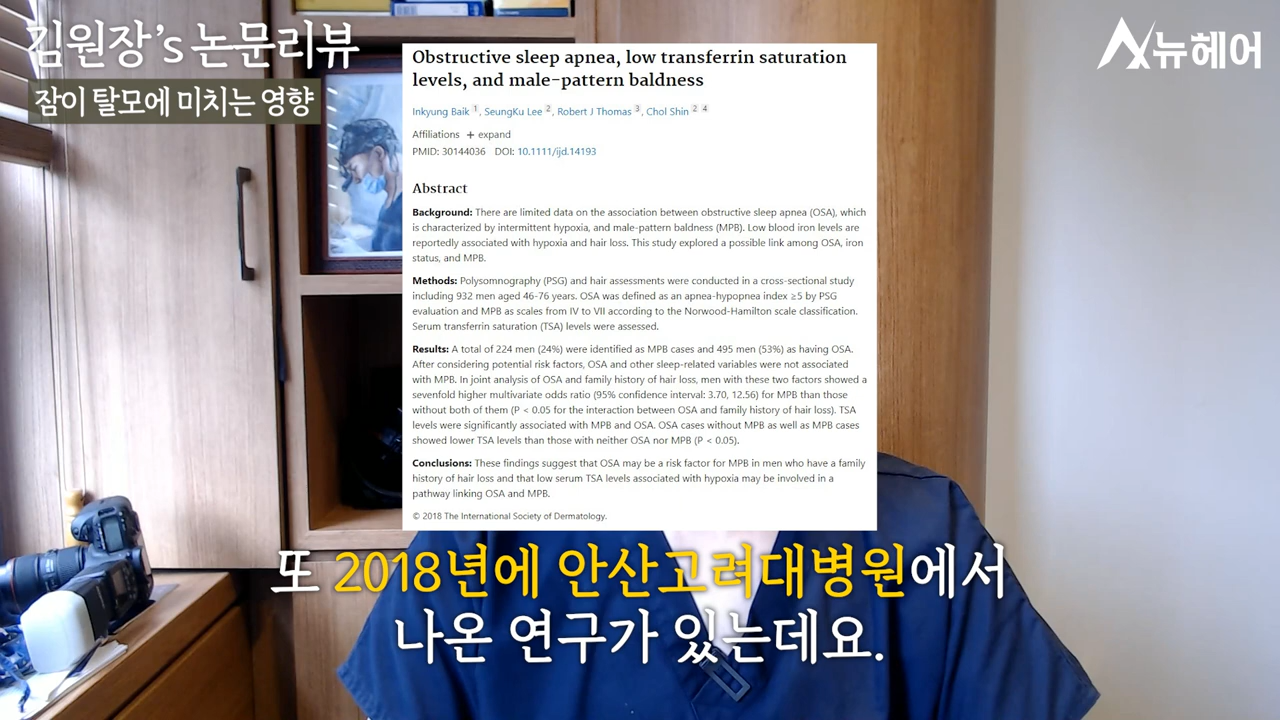 김원장's 논문리뷰
잠이 탈모에 미치는 영향
뉴헤어
Obstructive sleep apnea, low transferrin saturation
levels, and male-pattern baldness
Inkyung Baik 1, SeungKu Lee 2, Robert J Thomas 3, Chol Shin 2 4
Affiliations + expand
PMID: 30144036 DOI: 10.1111/ijd.14193
Abstract
Background: There are limited data on the association between obstructive sleep apnea (OSA), which
is characterized by intermittent hypoxia, and male-pattern baldness (MPB). Low blood iron levels are
reportedly associated with hypoxia and hair loss. This study explored a possible link among OSA, iron
status, and MPB.
Methods: Polysomnography (PSG) and hair assessments were conducted in a cross-sectional study
including 932 men aged 46-76 years. OSA was defined as an apnea-hypopnea index ≥5 by PSG
evaluation and MPB as scales from IV to VII according to the Norwood-Hamilton scale classification.
Serum transferrin saturation (TSA) levels were assessed.
Results: A total of 224 men (24%) were identified as MPB cases and 495 men (53%) as having OSA.
After considering potential risk factors, OSA and other sleep-related variables were not associated
with MPB. In joint analysis of OSA and family history of hair loss, men with these two factors showed a
sevenfold higher multivariate odds ratio (95% confidence interval: 3.70, 12.56) for MPB than those
without both of them (P < 0.05 for the interaction between OSA and family history of hair loss). TSA
levels were significantly associated with MPB and OSA. OSA cases without MPB as well as MPB cases
showed lower TSA levels than those with neither OSA nor MPB (P < 0.05).
Conclusions: These findings suggest that OSA may be a risk factor for MPB in men who have a family
history of hair loss and that low serum TSA levels associated with hypoxia may be involved in a
pathway linking OSA and MPB.
© 2018 The International Society of Dermatology.
또 2018년에 안산고려대병원에서
나온 연구가 있는데요.